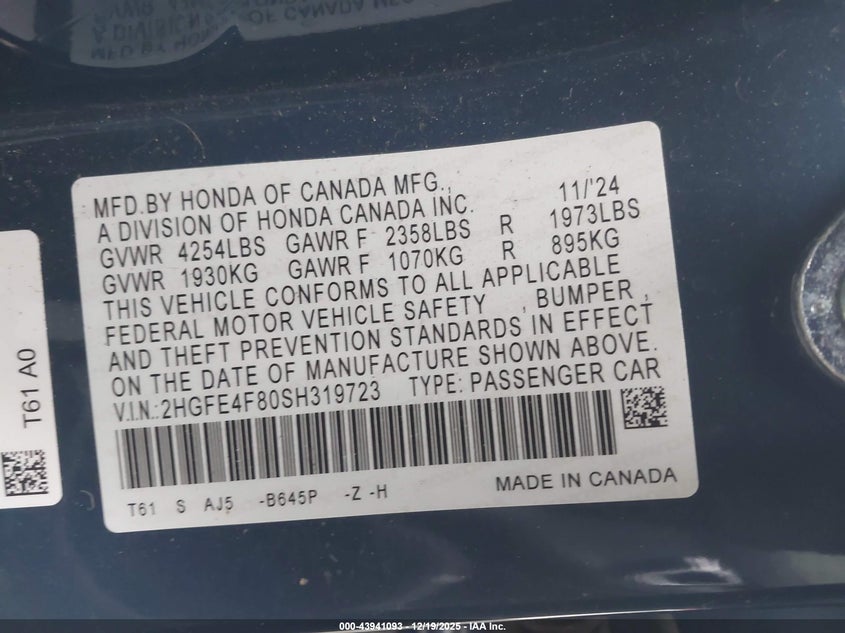 MFD.BY HONDA OF CANADA MFG., 11/'24
A DIVISION OF HONDA CANADA INC.
GVWR 4254LBS GAWR F 2358LBS R 1973LBS
GVWR 1930KG GAWR F 1070KG R 895KG
THIS VEHICLE CONFORMS TO ALL APPLICABLE
FEDERAL MOTOR VEHICLE SAFETY , BUMPER ,
AND THEFT PREVENTION STANDARDS IN EFFECT
ON THE DATE OF MANUFACTURE SHOWN ABOVE.
V.I.N.:2HGFE4F80SH319723 TYPE: PASSENGER CAR
T61 S AJ5 -B645P -Z -H MADE IN CANADA
T61 A0
000-43941093 - 12/19/2025 - IAA Inc.